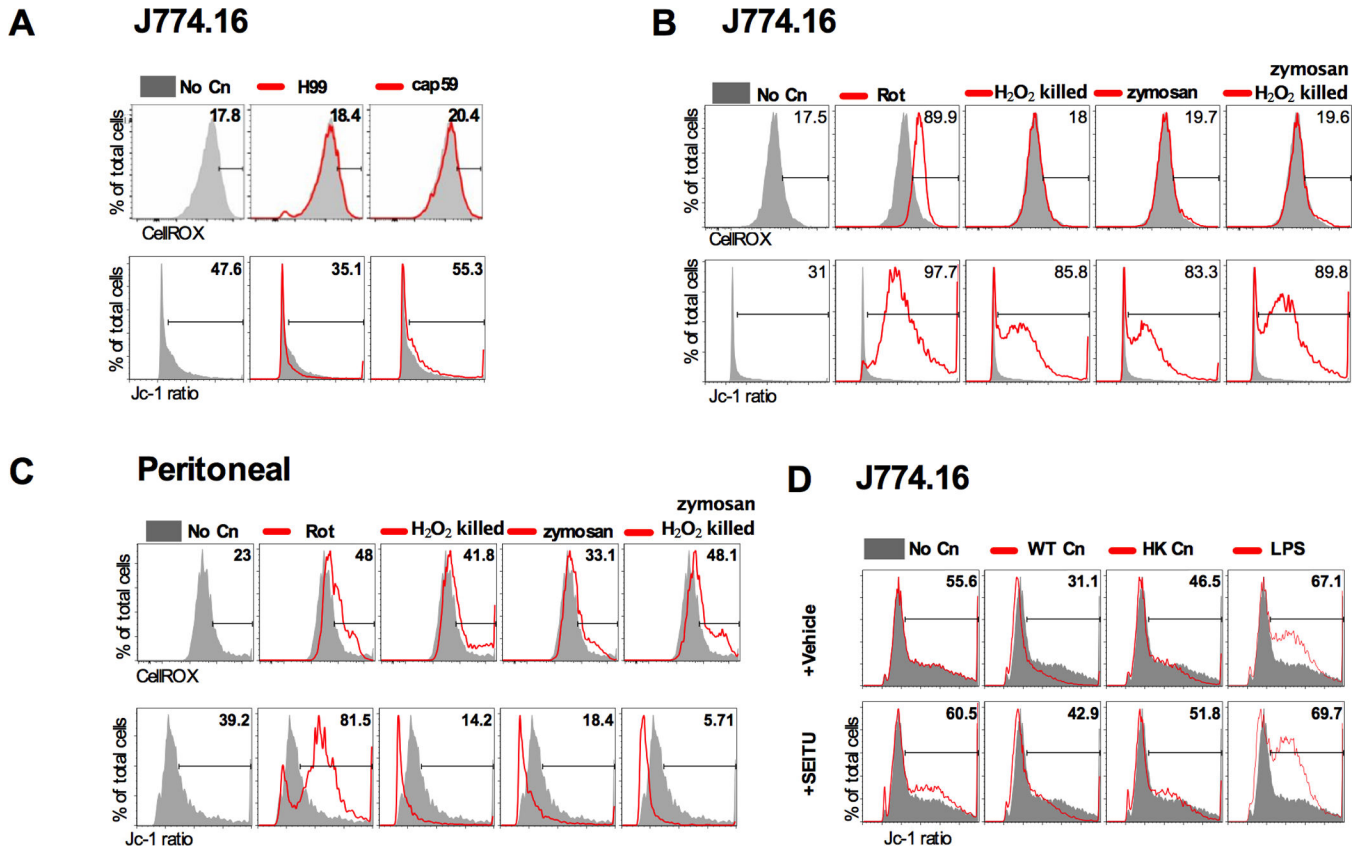 A J774.16
No Cn H99 cap59
% of total cells 17.8 18.4 20.4
CellROX
% of total cells 47.6 35.1 55.3
Jc-1 ratio
B J774.16
No Cn Rot H₂O₂ killed zymosan zymosan
H₂O₂ killed
% of total cells 17.5 89.9 18 19.7 19.6
CellROX
% of total cells 31 97.7 85.8 83.3 89.8
Jc-1 ratio
C Peritoneal
No Cn Rot H₂O₂ killed zymosan zymosan
H₂O₂ killed
% of total cells 23 48 41.8 33.1 48.1
CellROX
% of total cells 39.2 81.5 14.2 18.4 5.71
Jc-1 ratio
D J774.16
No Cn WT Cn HK Cn LPS
% of total cells
55.6 31.1 46.5 67.1 +Vehicle
60.5 42.9 51.8 69.7 +SEITU
Jc-1 ratio